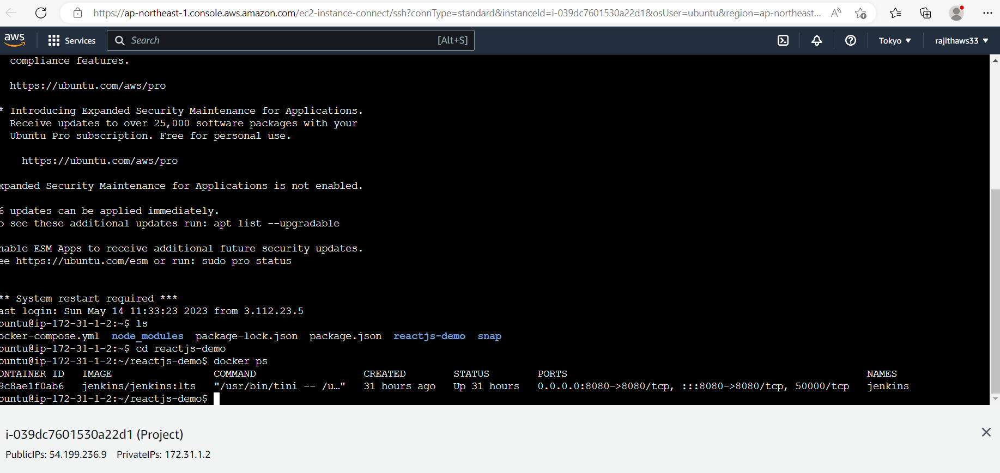 https://ap-northeast-1.console.aws.amazon.com/ec2-instance-connect/ssh?connType=standard&instanceId=i-039dc7601530a22d1&osUser=ubuntu&region=ap-northeast...
aws Services Search [Alt+S] Tokyo rajithaws33
compliance features.
https://ubuntu.com/aws/pro
* Introducing Expanded Security Maintenance for Applications.
Receive updates to over 25,000 software packages with your
Ubuntu Pro subscription. Free for personal use.
https://ubuntu.com/aws/pro
xpanded Security Maintenance for Applications is not enabled.
6 updates can be applied immediately.
o see these additional updates run: apt list --upgradable
nable ESM Apps to receive additional future security updates.
ee https://ubuntu.com/esm or run: sudo pro status
** System restart required ***
ast login: Sun May 14 11:33:23 2023 from 3.112.23.5
buntu@ip-172-31-1-2:~$ ls
ocker-compose.yml node_modules package-lock.json package.json reactjs-demo snap
buntu@ip-172-31-1-2:~$ cd reactjs-demo
buntu@ip-172-31-1-2:~/reactjs-demo$ docker ps
ONTAINER ID IMAGE COMMAND CREATED STATUS PORTS NAMES
9c8ae1f0ab6 jenkins/jenkins:lts "/usr/bin/tini -- /u…" 31 hours ago Up 31 hours 0.0.0.0:8080->8080/tcp, :::8080->8080/tcp, 50000/tcp jenkins
buntu@ip-172-31-1-2:~/reactjs-demo$
i-039dc7601530a22d1 (Project)
PublicIPs: 54.199.236.9 PrivateIPs: 172.31.1.2